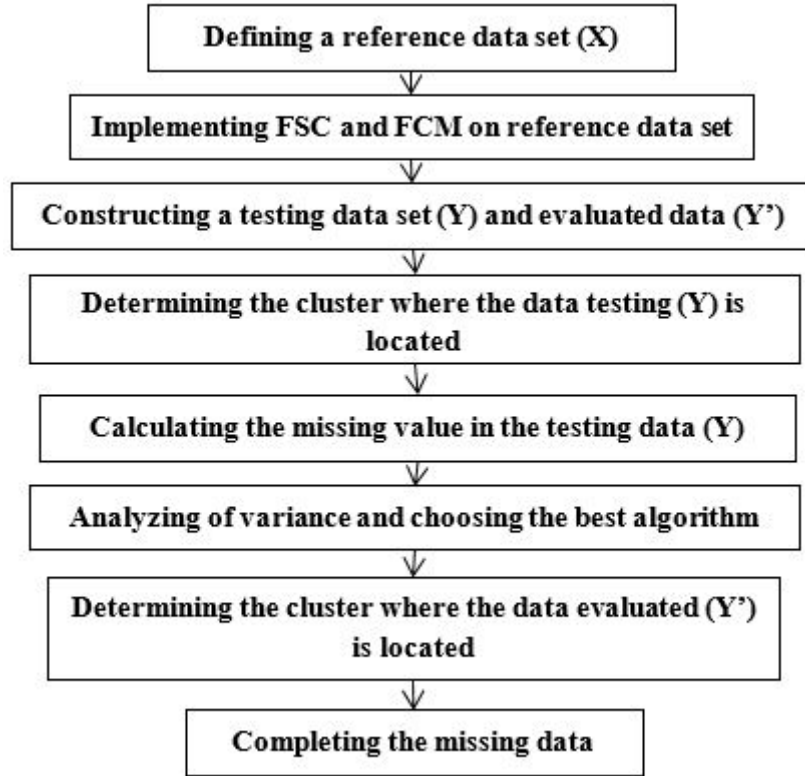 Defining a reference data set (X)
Implementing FSC and FCM on reference data set
Constructing a testing data set (Y) and evaluated data (Y’)
Determining the cluster where the data testing (Y) is
located
Calculating the missing value in the testing data (Y)
Analyzing of variance and choosing the best algorithm
Determining the cluster where the data evaluated (Y’)
is located
Completing the missing data